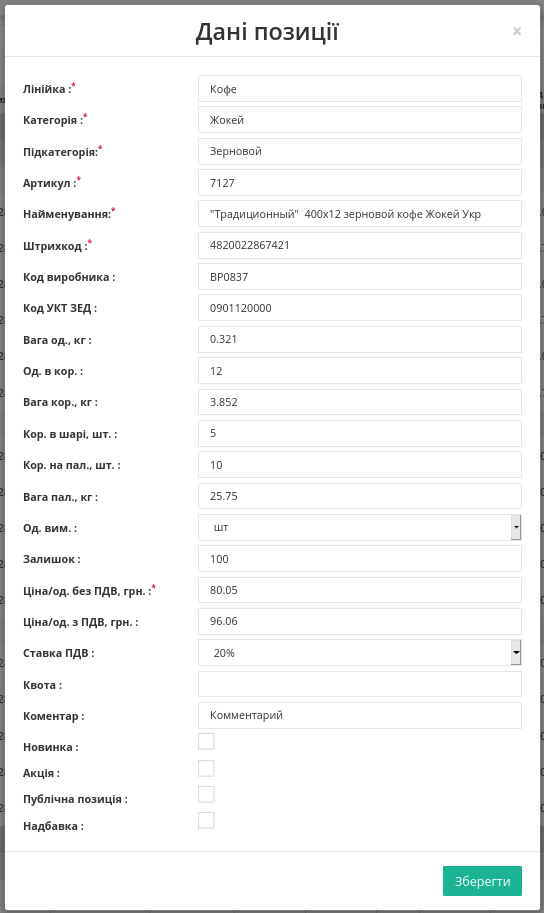 Дані позиції ×
Лінійка :* Кофе
Категорія :* Жокей
Підкатегорія:* Зерновой
Артикул :* 7127
Найменування:* "Традиционный" 400х12 зерновой кофе Жокей Укр
Штрихкод :* 4820022867421
Код виробника : BP0837
Код УКТ ЗЕД : 0901120000
Вага од., кг : 0.321
Од. в кор. : 12
Вага кор., кг : 3.852
Кор. в шарі, шт. : 5
Кор. на пал., шт. : 10
Вага пал., кг : 25.75
Од. вим. : шт
Залишок : 100
Ціна/од. без ПДВ, грн. :* 80.05
Ціна/од. з ПДВ, грн. : 96.06
Ставка ПДВ : 20%
Квота :
Коментар : Комментарий
Новинка :
Акція :
Публічна позиція :
Надбавка :
Зберегти